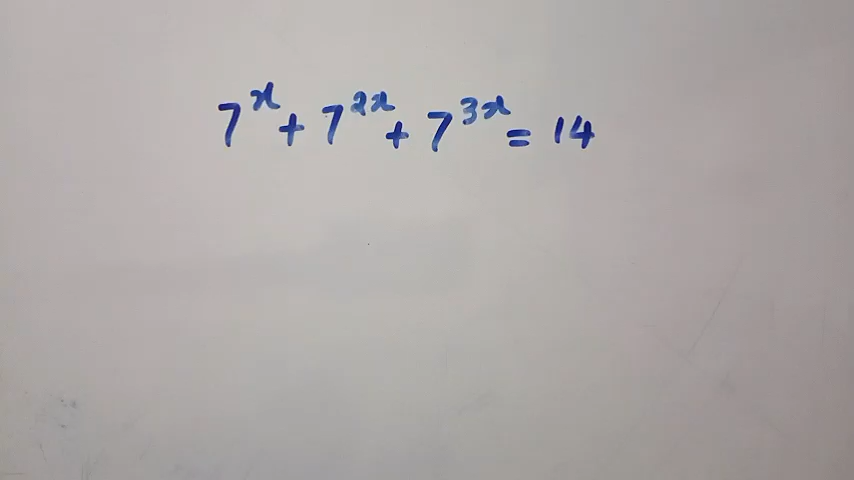 7^x + 7^2x + 7^3x = 14